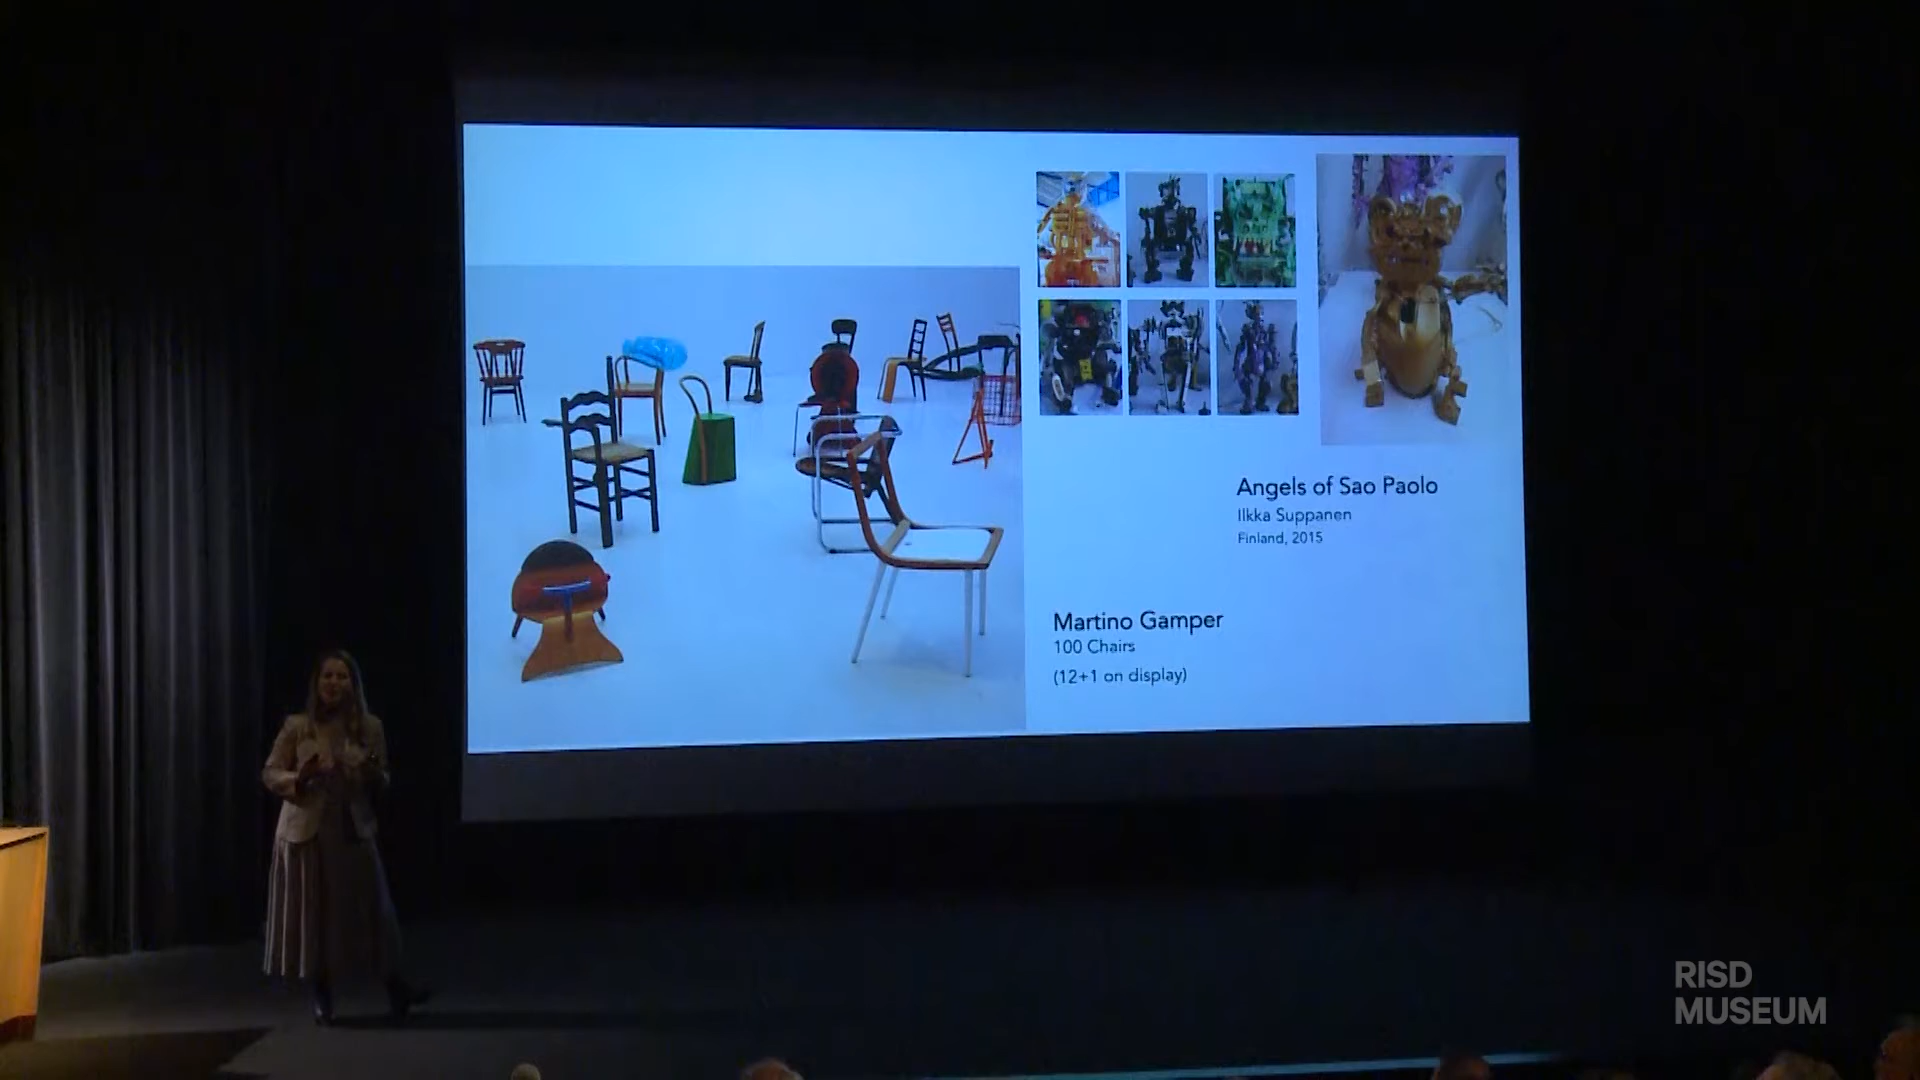 Angels of Sao Paolo
Ilkka Suppanen
Finland, 2015
Martino Gamper
100 Chairs
(12+1 on display)
RISD
MUSEUM